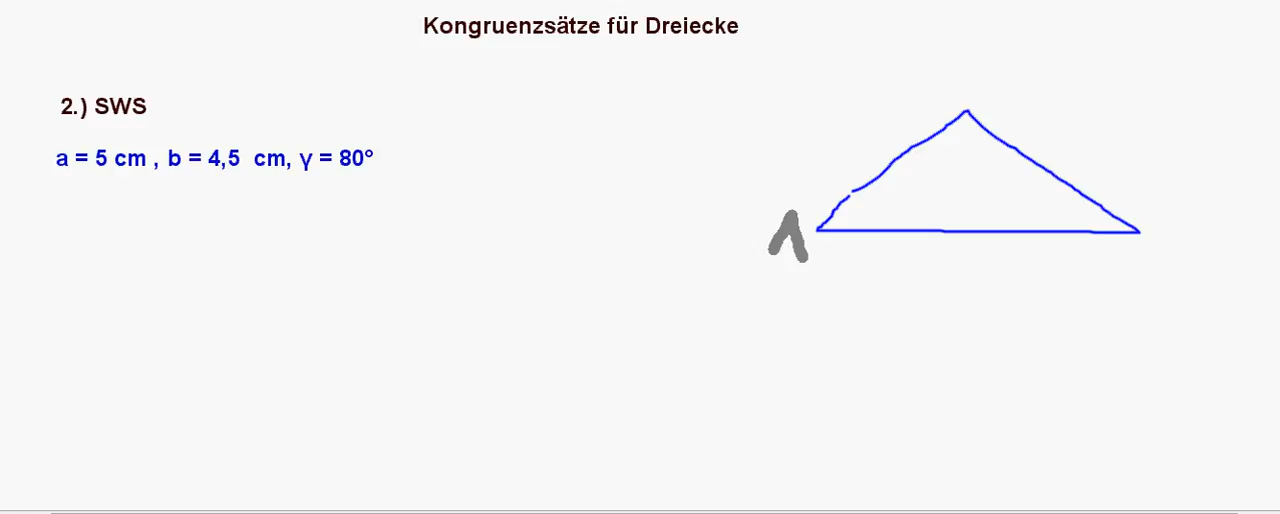 Kongruenzsätze für Dreiecke
2.) SWS
a = 5 cm , b = 4,5 cm, γ = 80°